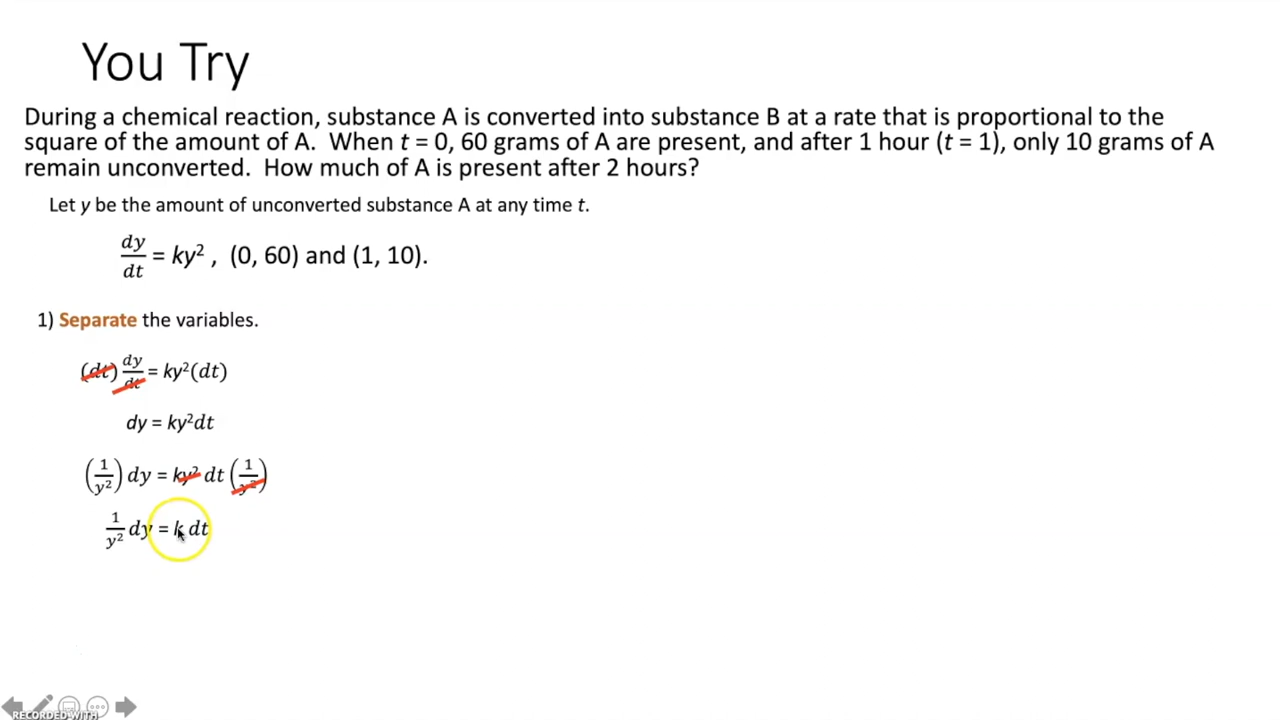 You Try
During a chemical reaction, substance A is converted into substance B at a rate that is proportional to the
square of the amount of A. When t = 0, 60 grams of A are present, and after 1 hour (t = 1), only 10 grams of A
remain unconverted. How much of A is present after 2 hours?
Let y be the amount of unconverted substance A at any time t.
dy/dt = ky² , (0, 60) and (1, 10).
1) Separate the variables.
(dt) dy/dt = ky²(dt)
dy = ky²dt
(1/y²) dy = ky² dt (1/y²)
1/y² dy = k dt
RECORDED WITH